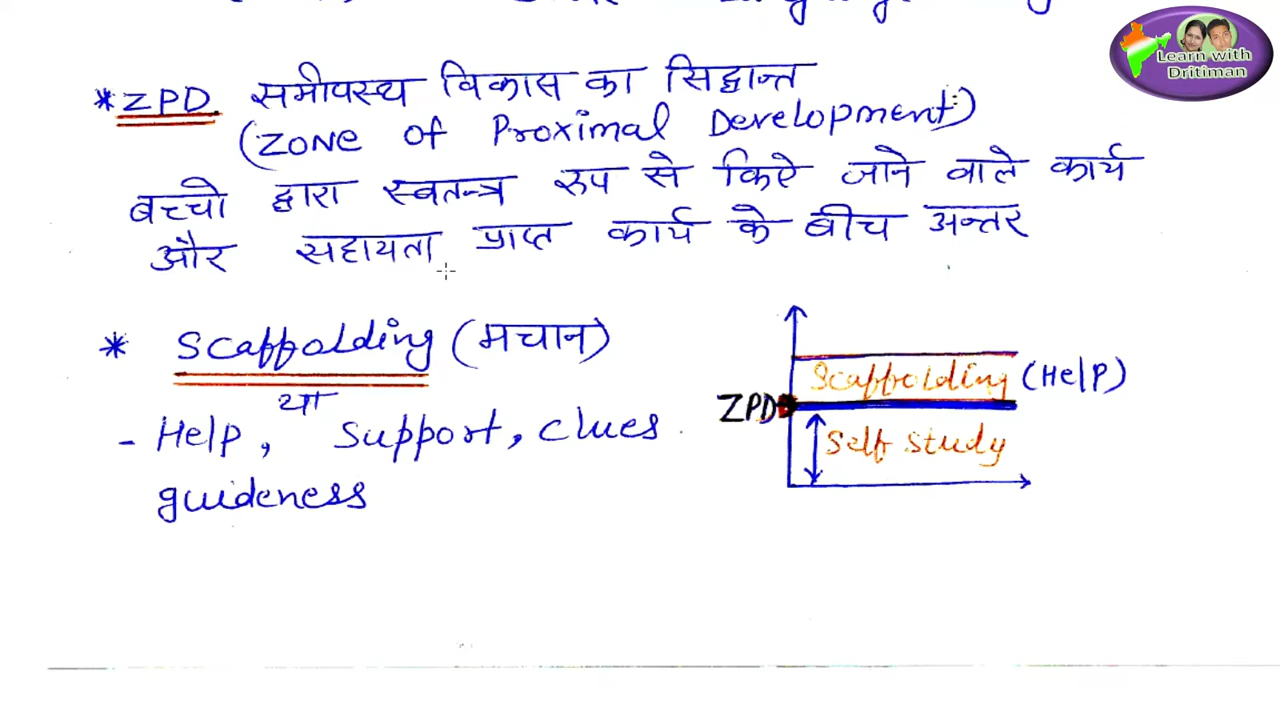 Learn with
Dritiman
*ZPD समीपस्थ विकास का सिद्धान्त
(ZONE of Proximal Development)
बच्चो द्वारा स्वतन्त्र रुप से किऐ जाने वाले कार्य
और सहायता प्राप्त कार्य के बीच अन्तर
* Scaffolding (मचान)
या
- Help, Support, clues
guideness
Scaffolding (Help)
ZPD
Self study